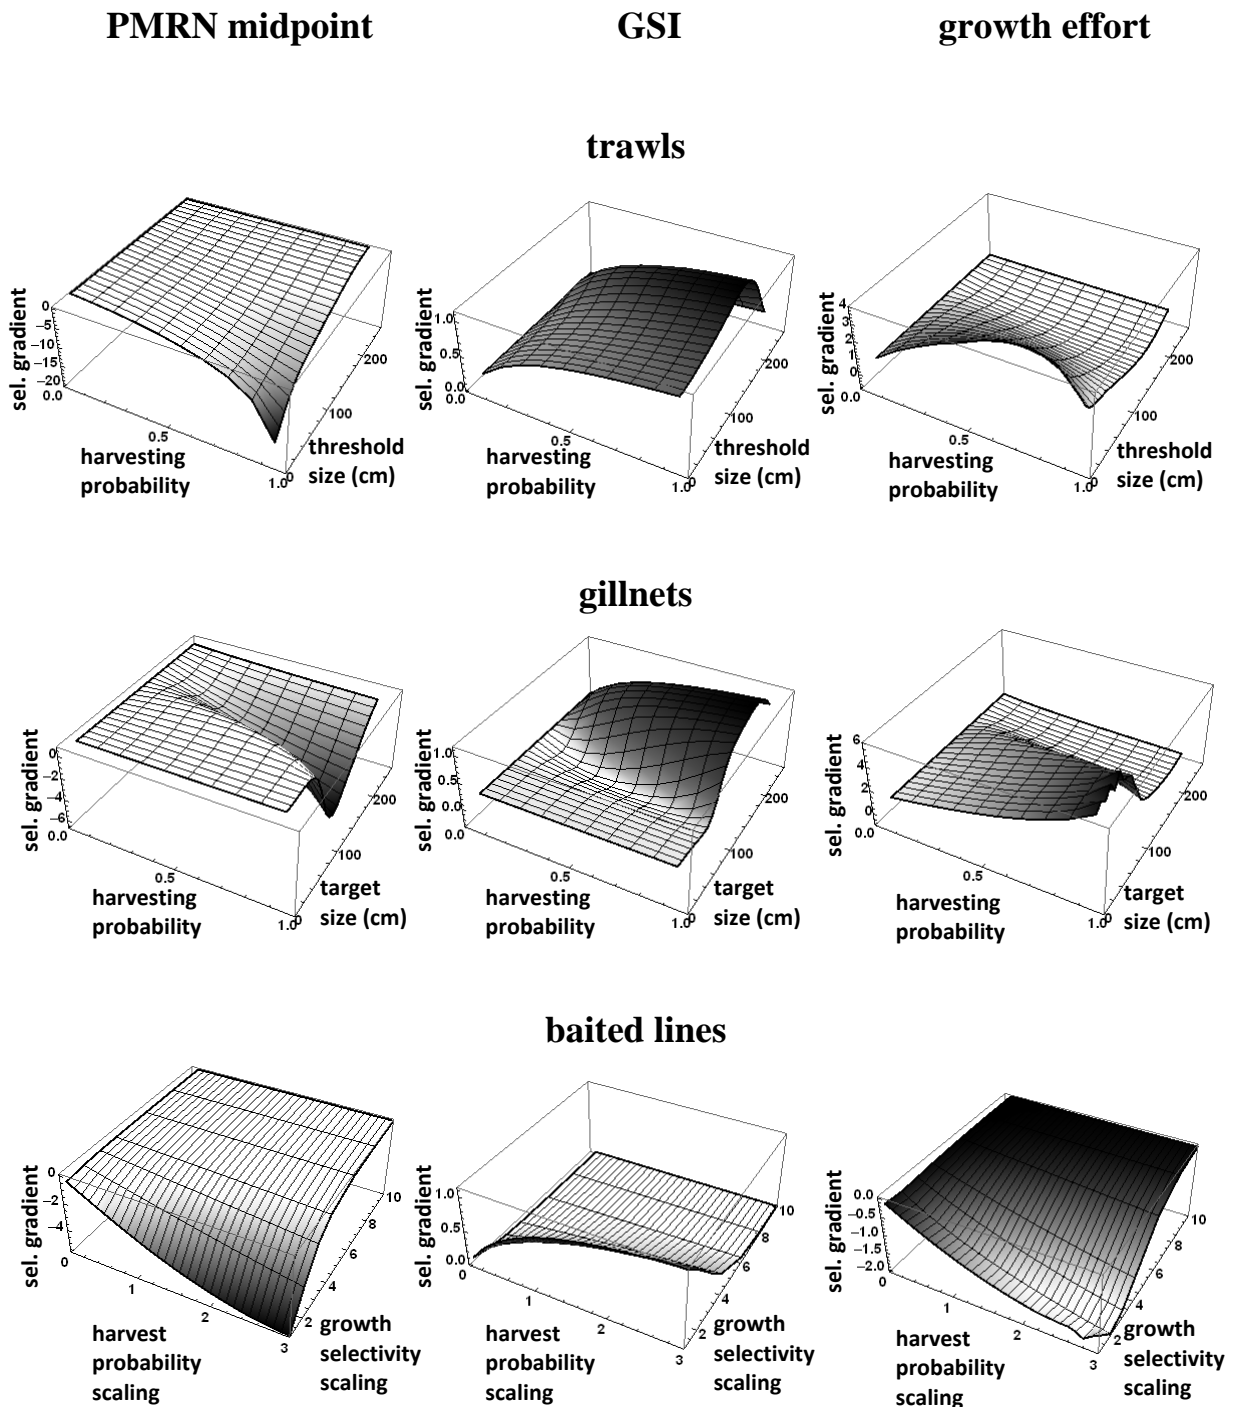 PMRN midpoint GSI growth effort
trawls
sel. gradient
0
−5
−10
−15
−20
0.0
0.5
1.0
harvesting
probability
0
100
200
threshold
size (cm)
sel. gradient
1.0
0.5
0.0
0.0
0.5
1.0
harvesting
probability
0
100
200
threshold
size (cm)
sel. gradient
4
3
2
1
0
0.0
0.5
1.0
harvesting
probability
0
100
200
threshold
size (cm)
gillnets
sel. gradient
0
−2
−4
−6
0.0
0.5
1.0
harvesting
probability
0
100
200
target
size (cm)
sel. gradient
1.0
0.5
0.0
0.0
0.5
1.0
harvesting
probability
0
100
200
target
size (cm)
sel. gradient
6
4
2
0
0.0
0.5
1.0
harvesting
probability
0
100
200
target
size (cm)
baited lines
sel. gradient
0
−2
−4
0
1
2
3
harvest
probability
scaling
2
4
6
8
10
growth
selectivity
scaling
sel. gradient
1.0
0.5
0.0
0
1
2
3
harvest
probability
scaling
2
4
6
8
10
growth
selectivity
scaling
sel. gradient
0.0
−0.5
−1.0
−1.5
−2.0
0
1
2
3
harvest
probability
scaling
2
4
6
8
10
growth
selectivity
scaling